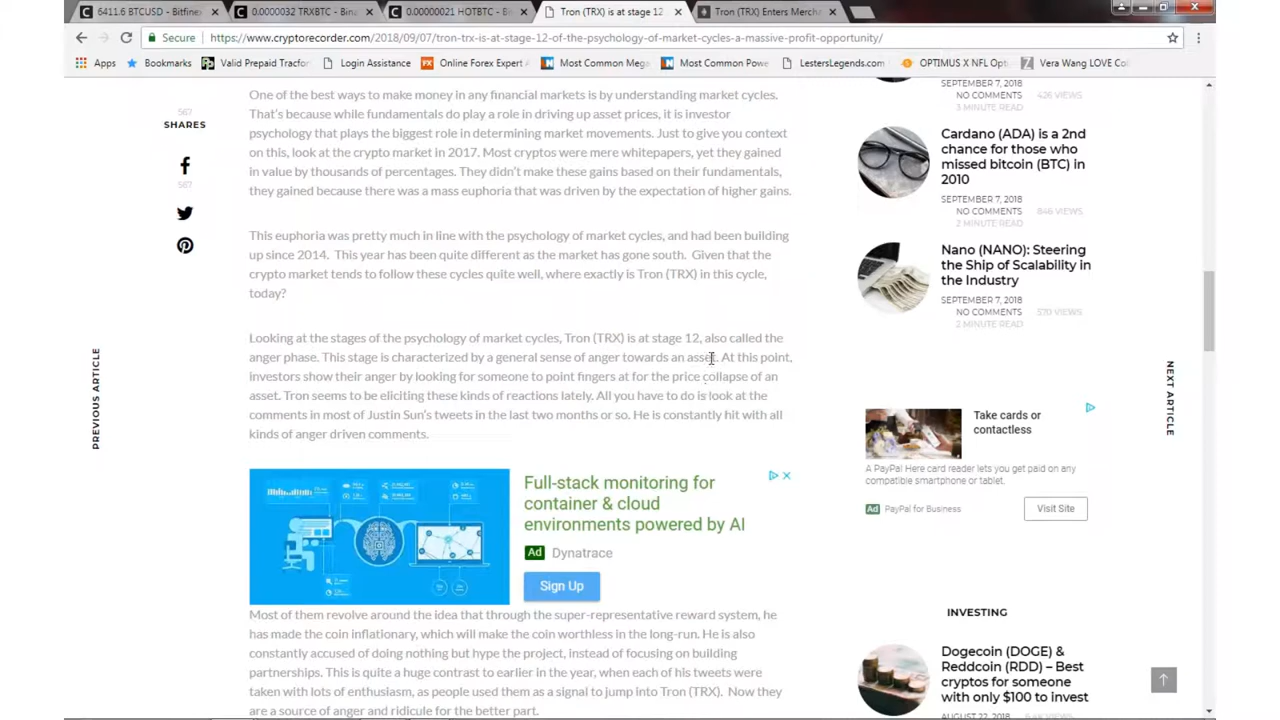 6411.6 BTCUSD - Bitfinex
0.0000032 TRXBTC - Bin
0.00000021 HOTBTC - Bi
Tron (TRX) is at stage 12
Tron (TRX) Enters Merch
Secure
https://www.cryptorecorder.com/2018/09/07/tron-trx-is-at-stage-12-of-the-psychology-of-market-cycles-a-massive-profit-opportunity/
Apps
Bookmarks
Valid Prepaid Tracfon
Login Assistance
Online Forex Expert A
Most Common Meg
Most Common Pow
LestersLegends.com
OPTIMUS X NFL Opt
Vera Wang LOVE Co
567
SHARES
567
PREVIOUS ARTICLE
One of the best ways to make money in any financial markets is by understanding market cycles.
That's because while fundamentals do play a role in driving up asset prices, it is investor
psychology that plays the biggest role in determining market movements. Just to give you context
on this, look at the crypto market in 2017. Most cryptos were mere whitepapers, yet they gained
in value by thousands of percentages. They didn't make these gains based on their fundamentals,
they gained because there was a mass euphoria that was driven by the expectation of higher gains.
This euphoria was pretty much in line with the psychology of market cycles, and had been building
up since 2014. This year has been quite different as the market has gone south. Given that the
crypto market tends to follow these cycles quite well, where exactly is Tron (TRX) in this cycle,
today?
Looking at the stages of the psychology of market cycles, Tron (TRX) is at stage 12, also called the
anger phase. This stage is characterized by a general sense of anger towards an asset. At this point,
investors show their anger by looking for someone to point fingers at for the price collapse of an
asset. Tron seems to be eliciting these kinds of reactions lately. All you have to do is look at the
comments in most of Justin Sun's tweets in the last two months or so. He is constantly hit with all
kinds of anger driven comments.
Full-stack monitoring for
container & cloud
environments powered by AI
Ad Dynatrace
Sign Up
Most of them revolve around the idea that through the super-representative reward system, he
has made the coin inflationary, which will make the coin worthless in the long-run. He is also
constantly accused of doing nothing but hype the project, instead of focusing on building
partnerships. This is quite a huge contrast to earlier in the year, when each of his tweets were
taken with lots of enthusiasm, as people used them as a signal to jump into Tron (TRX). Now they
are a source of anger and ridicule for the better part.
SEPTEMBER 7, 2018
NO COMMENTS 426 VIEWS
3 MINUTE READ
Cardano (ADA) is a 2nd
chance for those who
missed bitcoin (BTC) in
2010
SEPTEMBER 7, 2018
NO COMMENTS 846 VIEWS
2 MINUTE READ
Nano (NANO): Steering
the Ship of Scalability in
the Industry
SEPTEMBER 7, 2018
NO COMMENTS 570 VIEWS
2 MINUTE READ
NEXT ARTICLE
Take cards or
contactless
A PayPal Here card reader lets you get paid on any
compatible smartphone or tablet.
Ad PayPal for Business
Visit Site
INVESTING
Dogecoin (DOGE) &
Reddcoin (RDD) – Best
cryptos for someone
with only $100 to invest
AUGUST 22, 2018